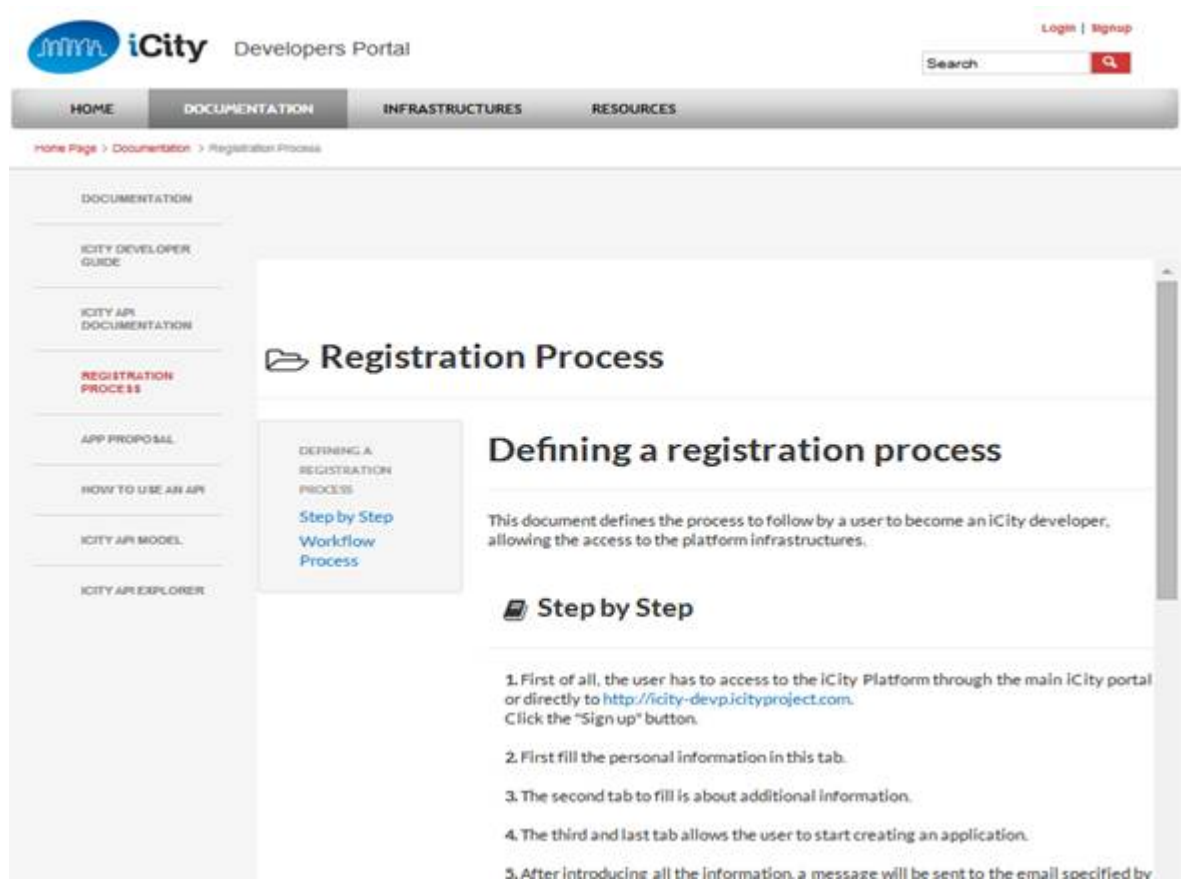 iCity Developers Portal
Login | Signup
Search
HOME DOCUMENTATION INFRASTRUCTURES RESOURCES
Home Page > Documentation > Registration Process
DOCUMENTATION
ICITY DEVELOPER
GUIDE
ICITY API
DOCUMENTATION
REGISTRATION
PROCESS
APP PROPOSAL
HOW TO USE AN API
ICITY API MODEL
ICITY API EXPLORER
Registration Process
DEFINING A
REGISTRATION
PROCESS
Step by Step
Workflow
Process
Defining a registration process
This document defines the process to follow by a user to become an iCity developer,
allowing the access to the platform infrastructures.
Step by Step
1. First of all, the user has to access to the iCity Platform through the main iCity portal
or directly to http://icity-devp.icityproject.com.
Click the "Sign up" button.
2. First fill the personal information in this tab.
3. The second tab to fill is about additional information.
4. The third and last tab allows the user to start creating an application.
5. After introducing all the information, a message will be sent to the email specified by